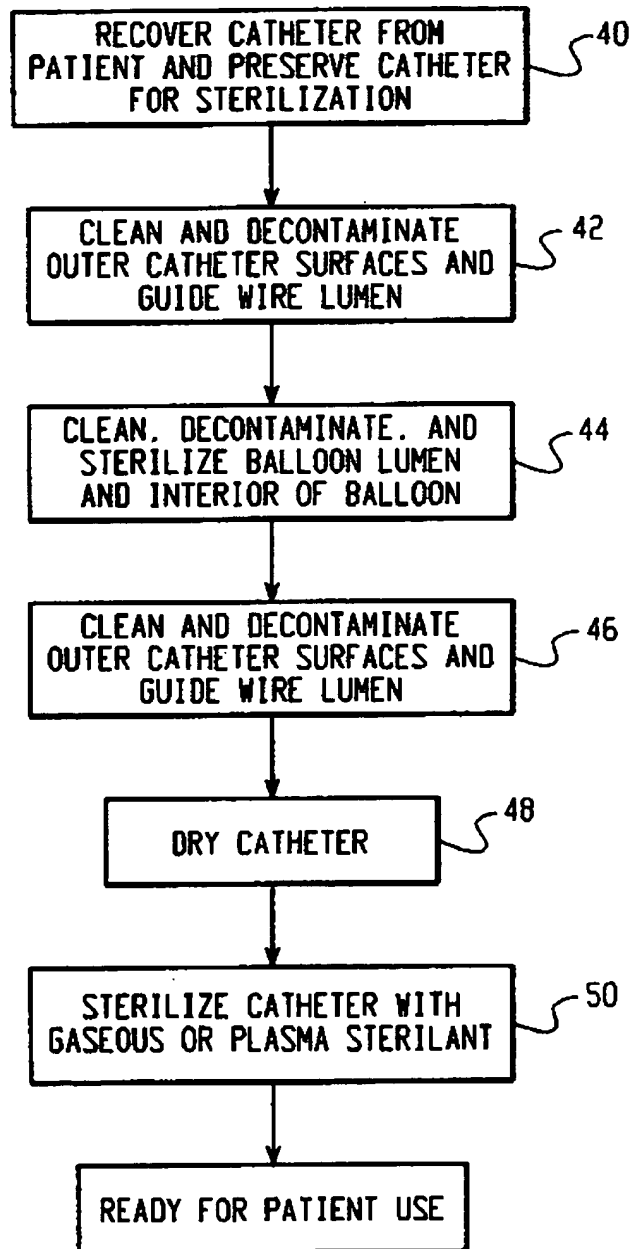 RECOVER CATHETER FROM
PATIENT AND PRESERVE CATHETER
FOR STERILIZATION
40
CLEAN AND DECONTAMINATE
OUTER CATHETER SURFACES AND
GUIDE WIRE LUMEN
42
CLEAN. DECONTAMINATE. AND
STERILIZE BALLOON LUMEN
AND INTERIOR OF BALLOON
44
CLEAN AND DECONTAMINATE
OUTER CATHETER SURFACES AND
GUIDE WIRE LUMEN
46
DRY CATHETER
48
STERILIZE CATHETER WITH
GASEOUS OR PLASMA STERILANT
50
READY FOR PATIENT USE